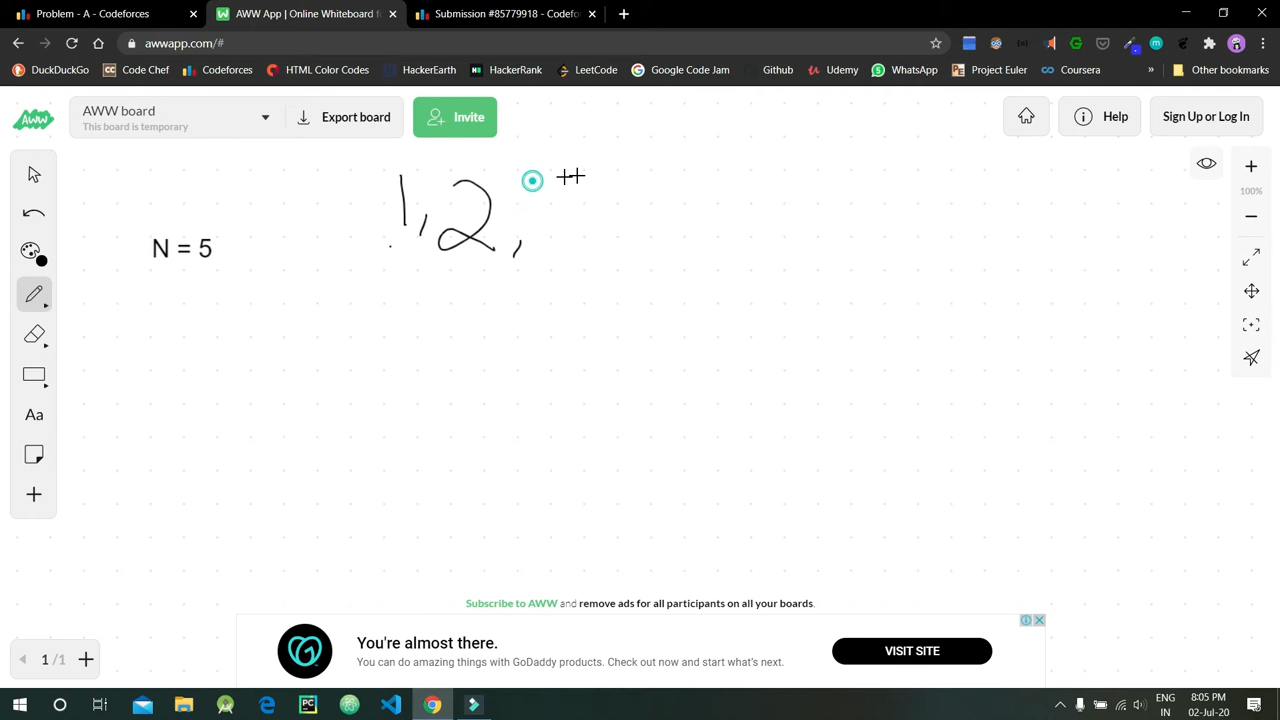 Problem - A - Codeforces
AWW App | Online Whiteboard f
Submission #85779918 - Codeforc
awwapp.com/#
DuckDuckGo
CC Code Chef
Codeforces
HTML Color Codes
HackerEarth
HackerRank
LeetCode
Google Code Jam
Github
Udemy
WhatsApp
Project Euler
Coursera
»
Other bookmarks
AWW
AWW board
This board is temporary
Export board
Invite
Help
Sign Up or Log In
100%
1,2,
N = 5
Aa
Subscribe to AWW and remove ads for all participants on all your boards.
You're almost there.
You can do amazing things with GoDaddy products. Check out now and start what's next.
VISIT SITE
1 /1
PC
ENG
IN
8:05 PM
02-Jul-20